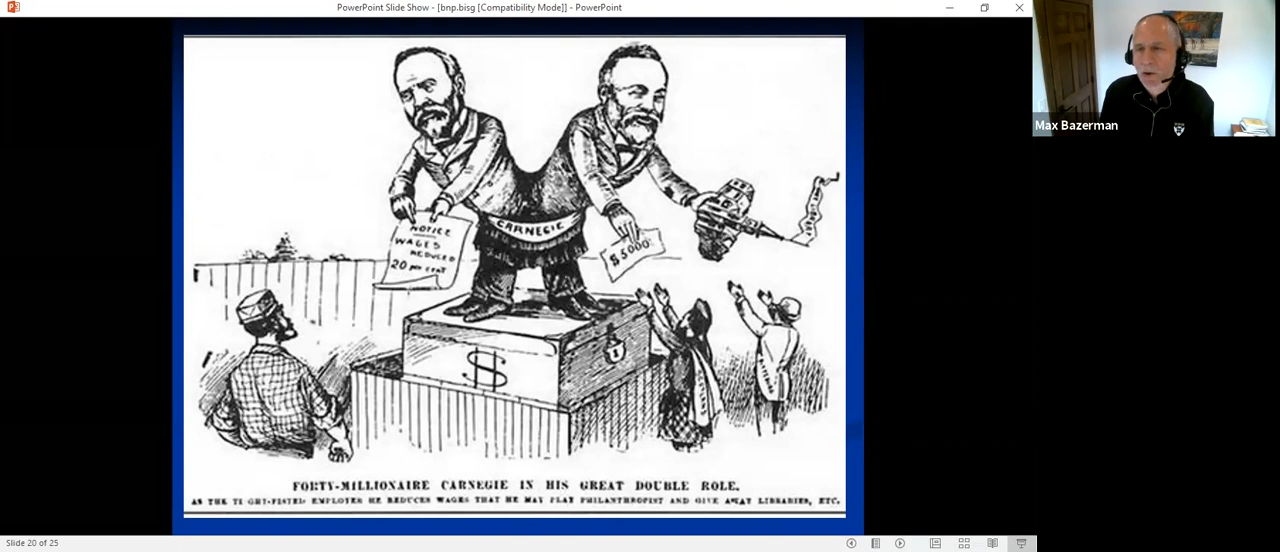 PowerPoint Slide Show - [bnp.bisg [Compatibility Mode]] - PowerPoint
Max Bazerman
NOTICE
WAGES
REDUCED
20 per cent
CARNEGIE
$5000
$
FORTY-MILLIONAIRE CARNEGIE IN HIS GREAT DOUBLE ROLE.
AS THE TIGHT-FISTED EMPLOYER HE REDUCES WAGES THAT HE MAY PLAY PHILANTHROPIST AND GIVE AWAY LIBRARIES, ETC.
Slide 20 of 25